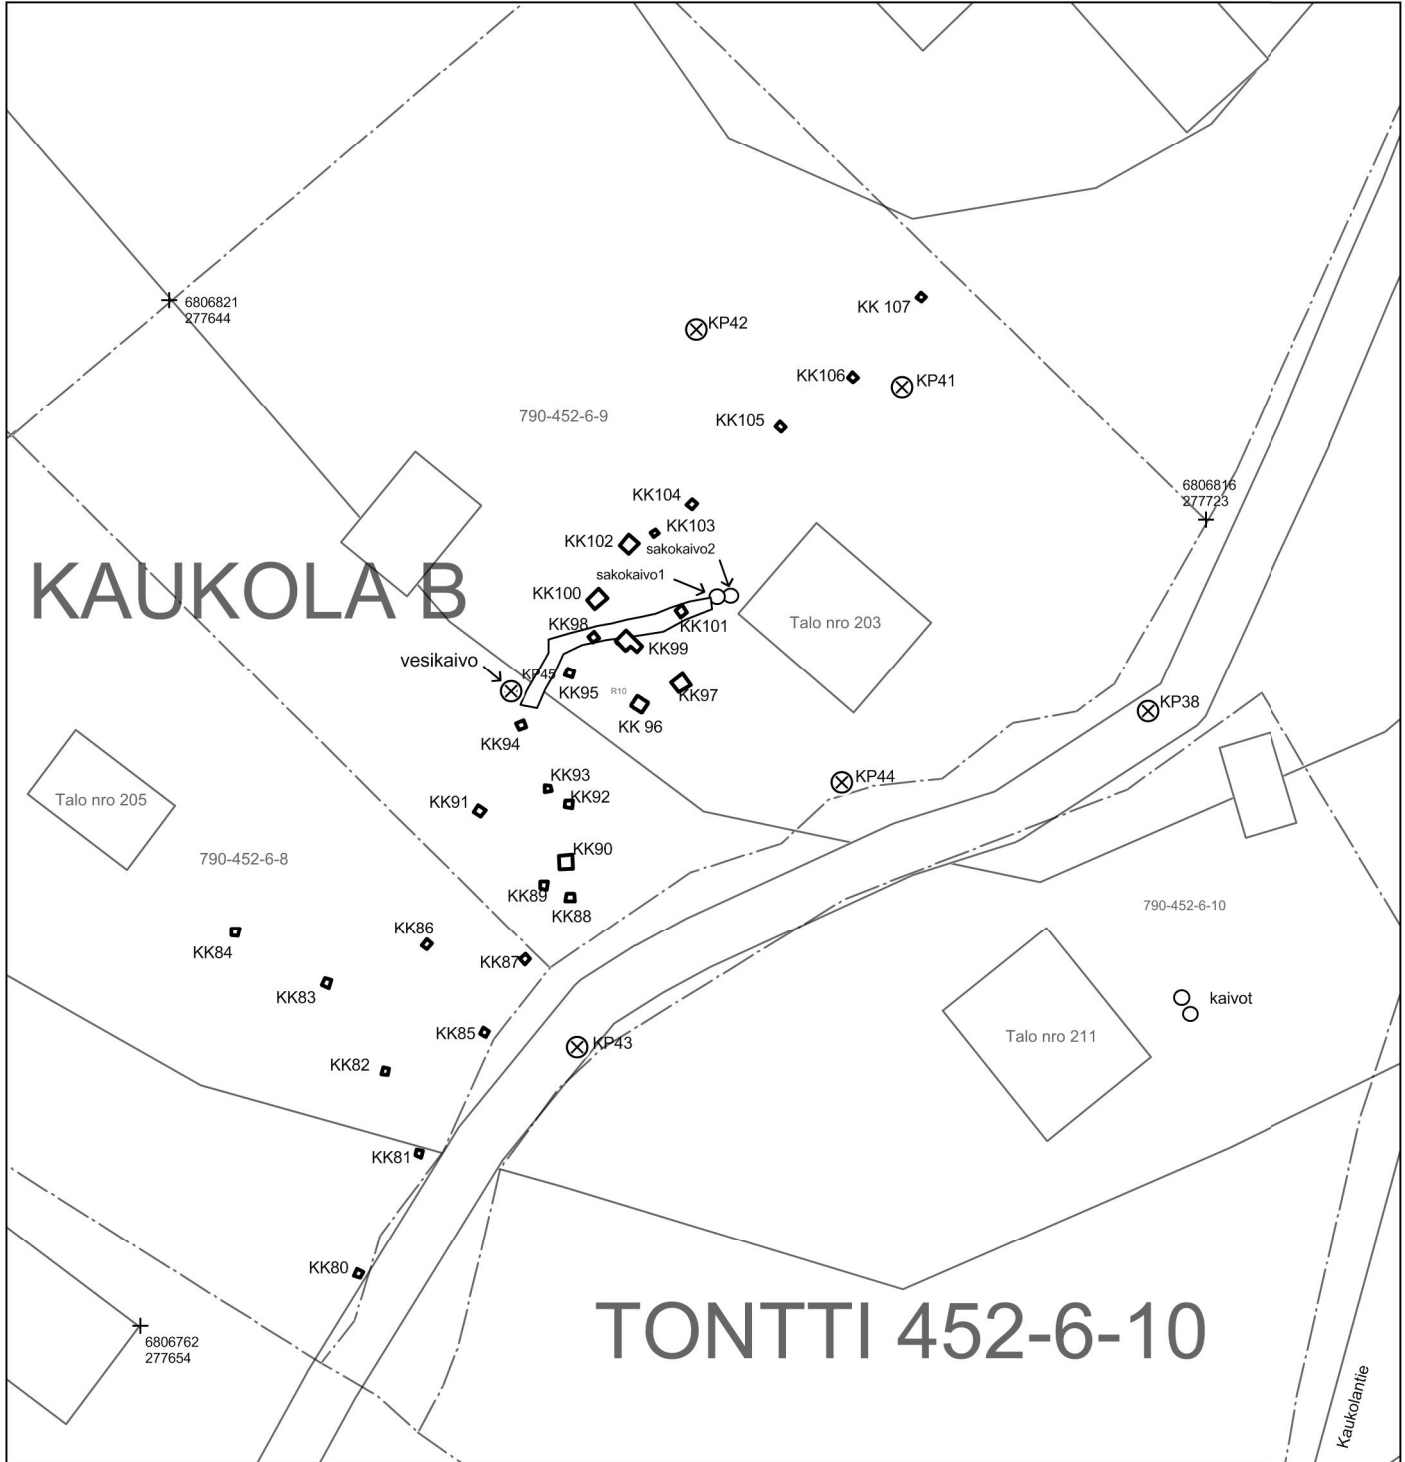 6806821
277644
KK 107
KP42
KK106
KP41
790-452-6-9
KK105
6806816
277723
KK104
KK103
KK102
sakokaivo2
sakokaivo1
KAUKOLA B
KK100
KK98
KK101
Talo nro 203
KK99
vesikaivo
KP45
KK95
R10
KK97
KK 96
KP38
KK94
KP44
KK93
KK92
KK91
Talo nro 205
KK90
790-452-6-8
KK89
KK88
790-452-6-10
KK86
KK84
KK87
KK83
kaivot
KK85
KP43
Talo nro 211
KK82
KK81
KK80
TONTTI 452-6-10
6806762
277654
Kaukolantie